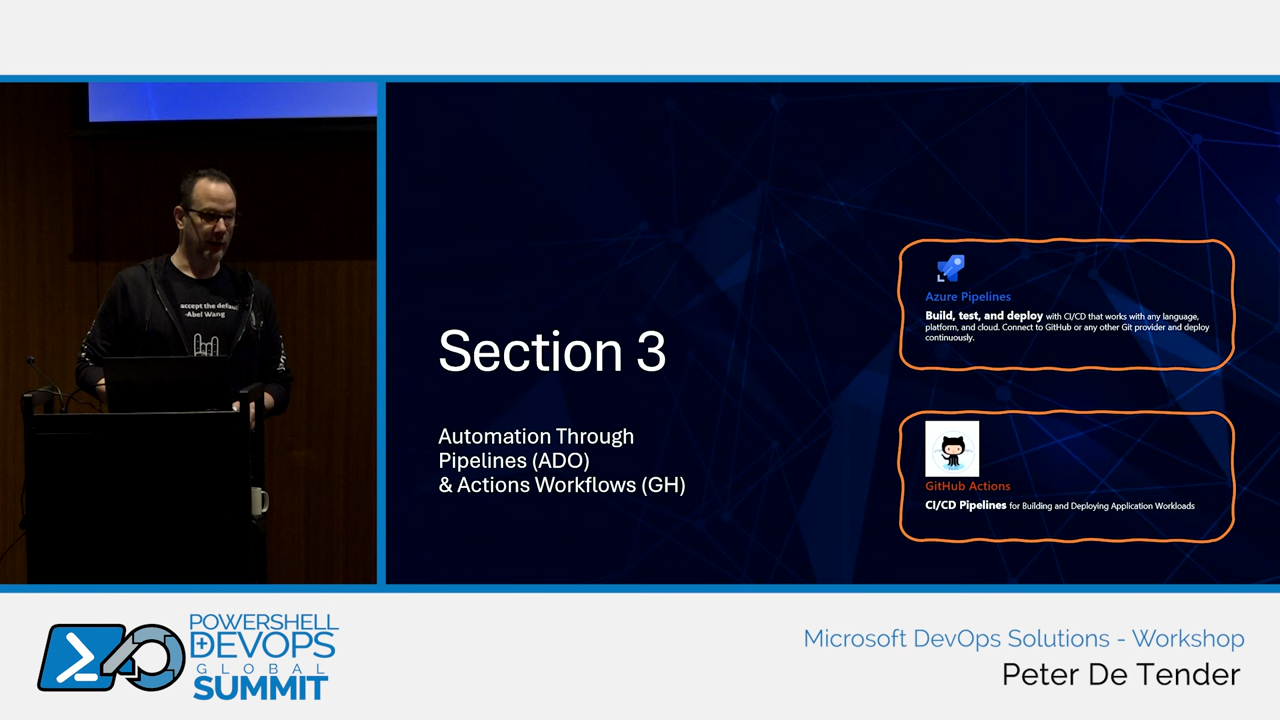 accept the
-Abel Wang
Section 3
Automation Through
Pipelines (ADO)
& Actions Workflows (GH)
Azure Pipelines
Build, test, and deploy with CI/CD that works with any language,
platform, and cloud. Connect to GitHub or any other Git provider and deploy
continuously.
GitHub Actions
CI/CD Pipelines for Building and Deploying Application Workloads
POWERSHELL
+DEVOPS
GLOBAL
SUMMIT
Microsoft DevOps Solutions - Workshop
Peter De Tender